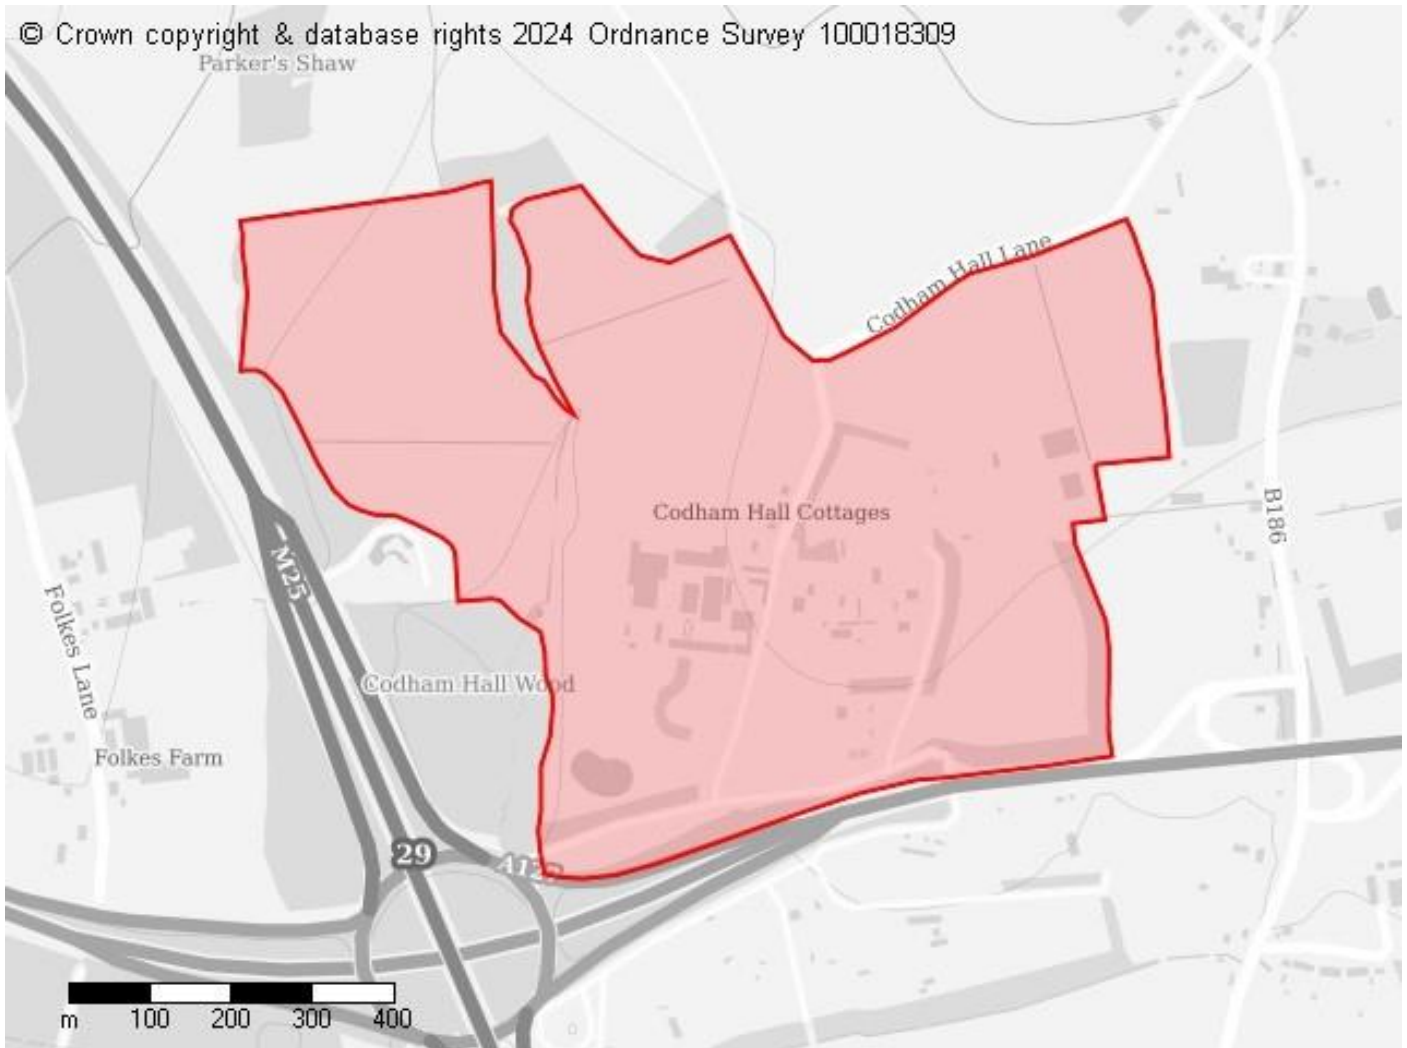 © Crown copyright & database rights 2024 Ordnance Survey 100018309
Parker's Shaw
Codham Hall Lane
Codham Hall Cottages
B186
M25
Folkes Lane
Codham Hall Wood
Folkes Farm
29
m 100 200 300 400